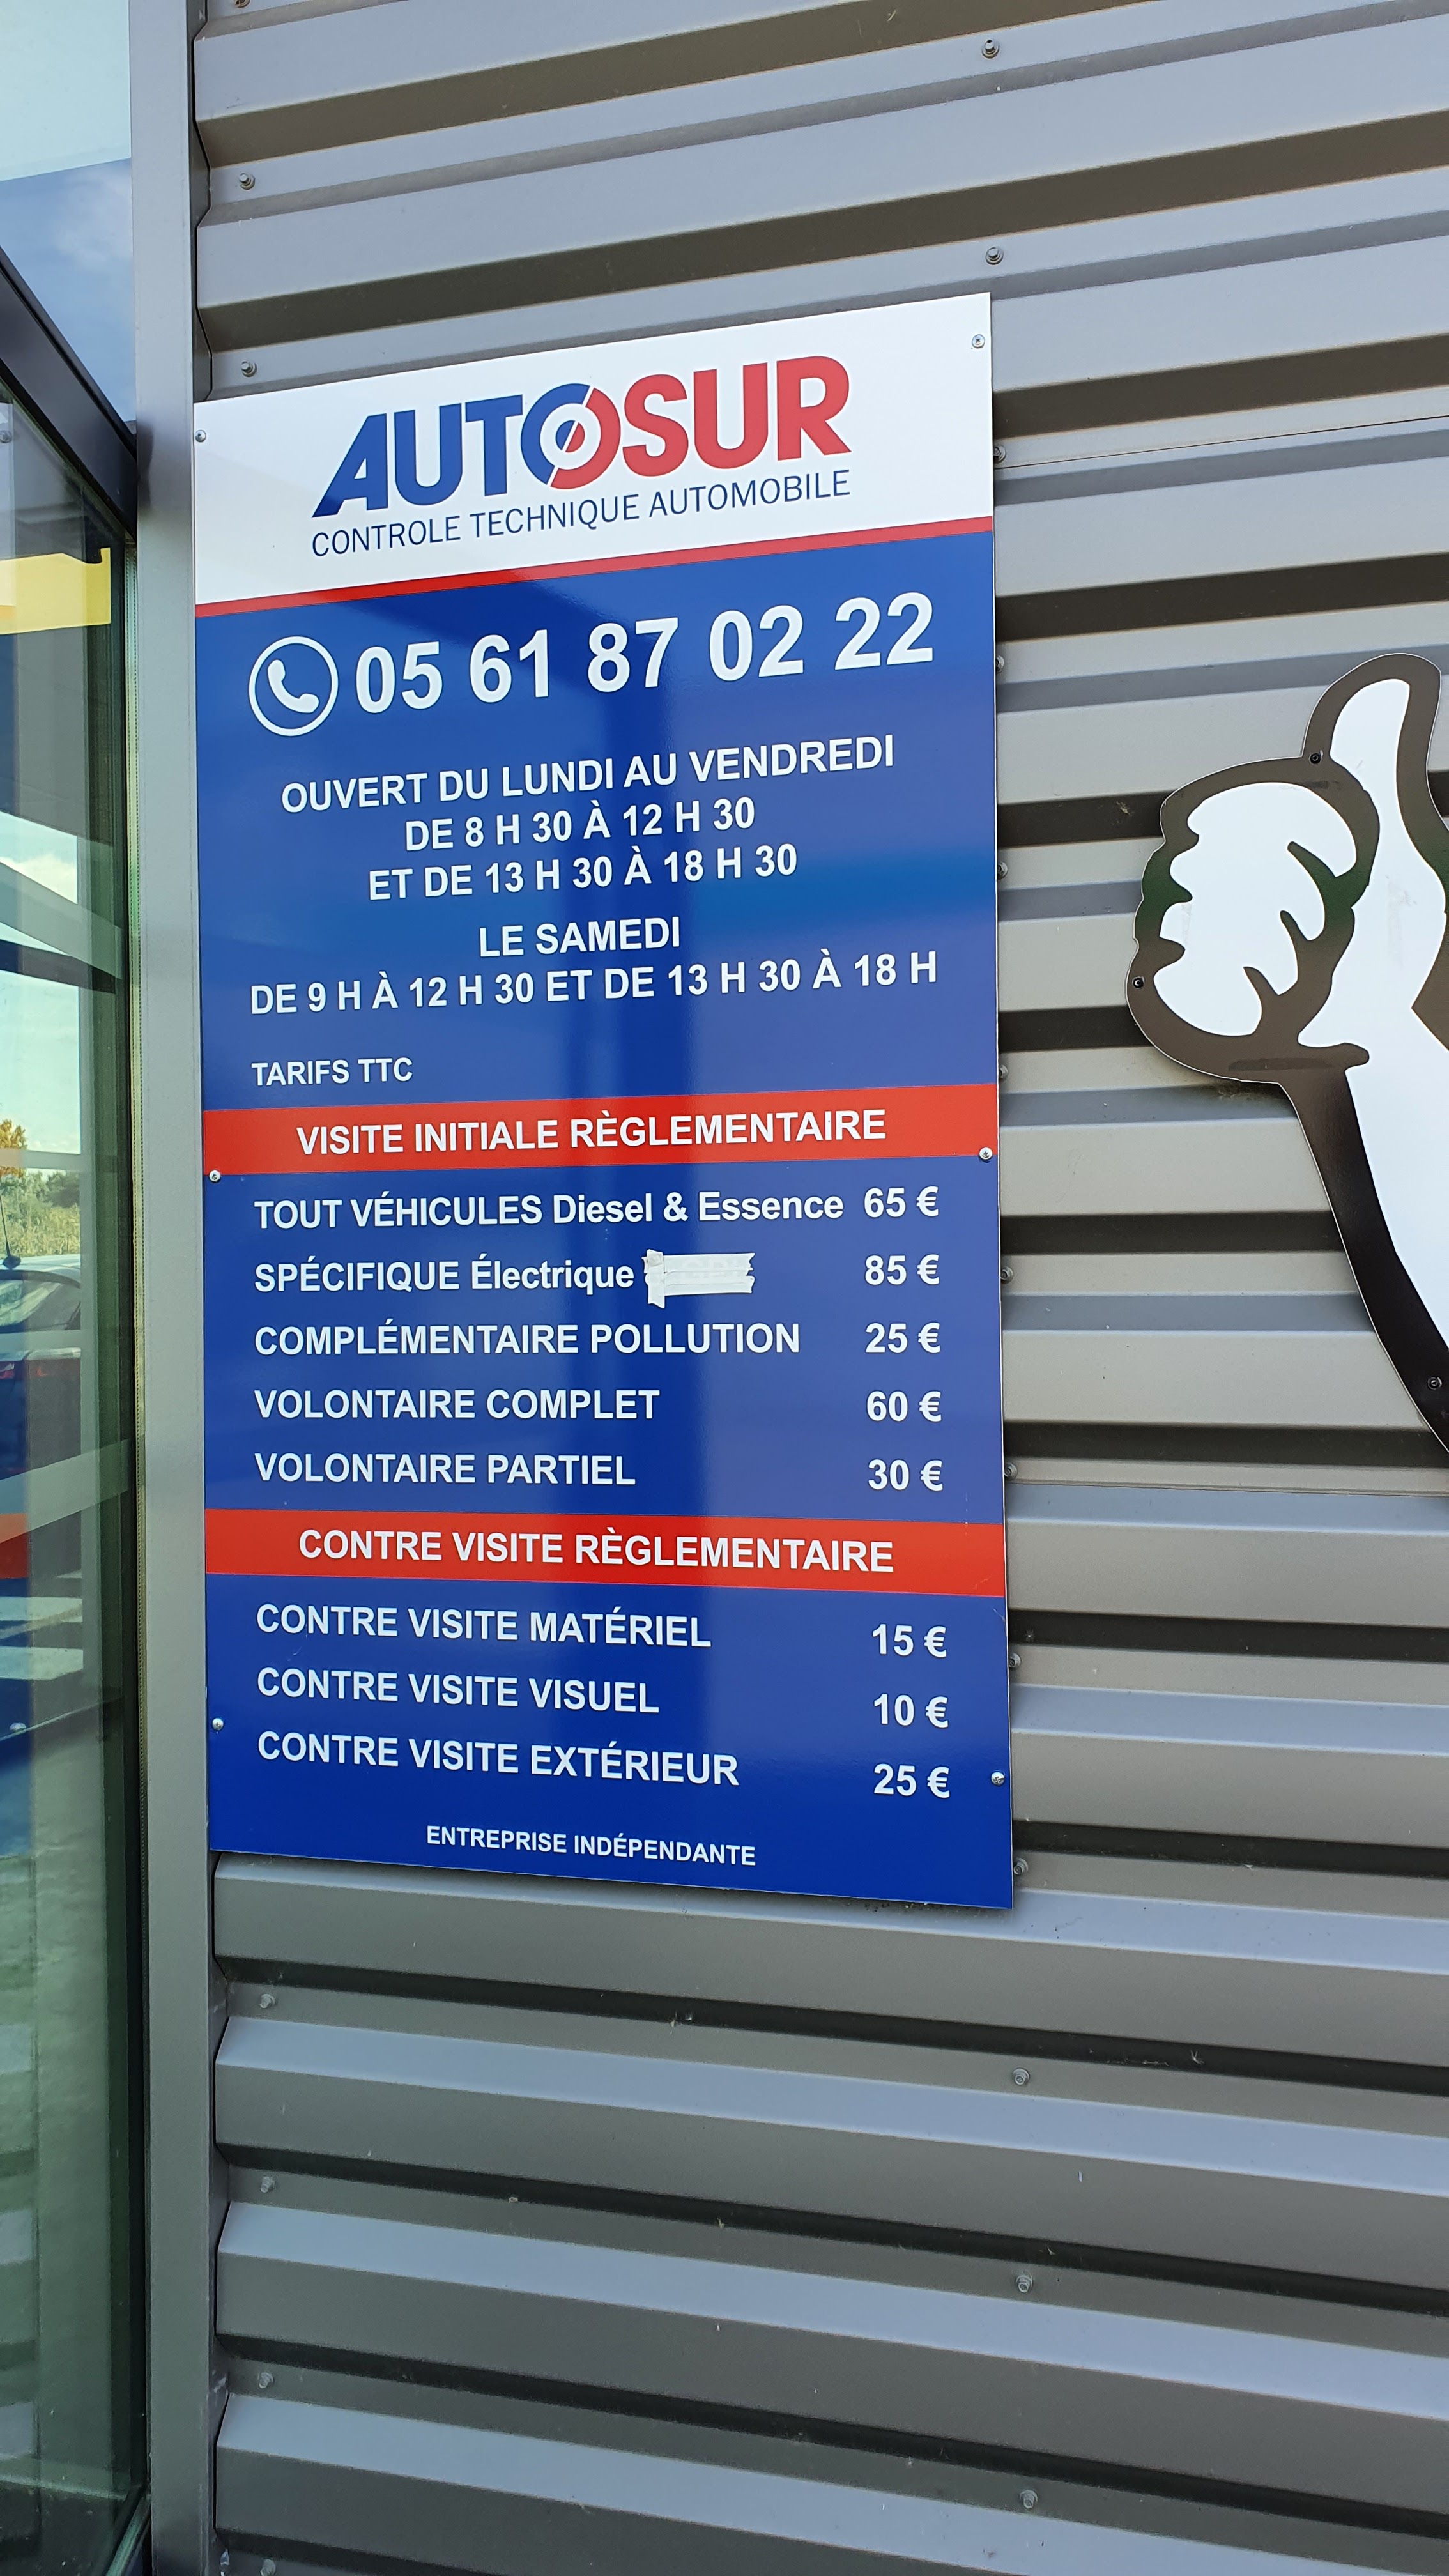 AUTOSUR
CONTROLE TECHNIQUE AUTOMOBILE
05 61 87 02 22
OUVERT DU LUNDI AU VENDREDI
DE 8 H 30 À 12 H 30
ET DE 13 H 30 À 18 H 30
LE SAMEDI
DE 9 H À 12 H 30 ET DE 13 H 30 À 18 H
TARIFS TTC
VISITE INITIALE RÈGLEMENTAIRE
TOUT VÉHICULES Diesel & Essence 65 €
SPÉCIFIQUE Électrique 85 €
COMPLÉMENTAIRE POLLUTION 25 €
VOLONTAIRE COMPLET 60 €
VOLONTAIRE PARTIEL 30 €
CONTRE VISITE RÈGLEMENTAIRE
CONTRE VISITE MATÉRIEL 15 €
CONTRE VISITE VISUEL 10 €
CONTRE VISITE EXTÉRIEUR 25 €
ENTREPRISE INDÉPENDANTE